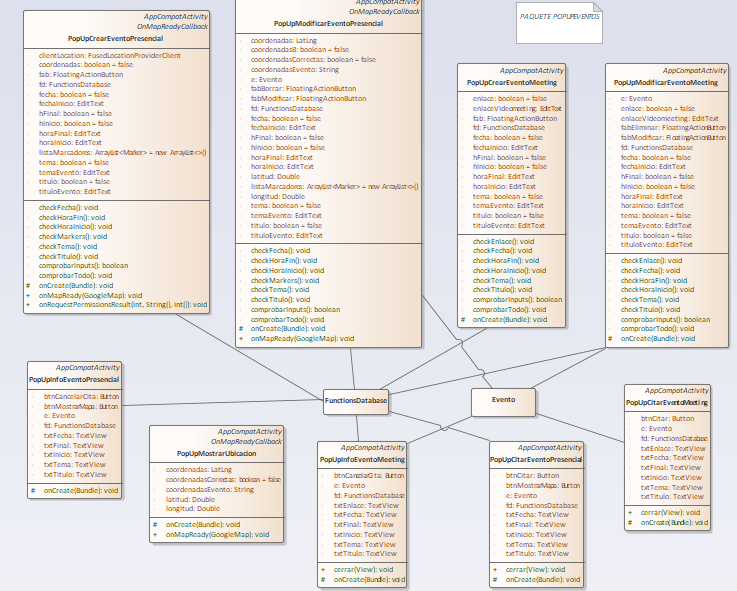 AppCompatActivity
OnMapReadyCallback
PopUpCrearEventoPresencial
clientLocation: FusedLocationProviderClient
coordenadas: boolean = false
fab: FloatingActionButton
fd: FunctionsDatabase
fecha: boolean = false
fechaInicio: EditText
hFinal: boolean = false
hInicio: boolean = false
horaFinal: EditText
horaInicio: EditText
listaMarcadores: ArrayList<Marker> = new ArrayList<>()
tema: boolean = false
temaEvento: EditText
titulo: boolean = false
tituloEvento: EditText
checkFecha(): void
checkHoraFin(): void
checkHoraInicio(): void
checkMarkers(): void
checkTema(): void
checkTitulo(): void
comprobarInputs(): boolean
comprobarTodo(): void
# onCreate(Bundle): void
+ onMapReady(GoogleMap): void
+ onRequestPermissionsResult(int, String[], int[]): void
AppCompatActivity
OnMapReadyCallback
PopUpModificarEventoPresencial
coordenadas: LatLng
coordenadasB: boolean = false
coordenadasCorrectas: boolean = false
coordenadasEvento: String
e: Evento
fabBorrar: FloatingActionButton
fabModificar: FloatingActionButton
fd: FunctionsDatabase
fecha: boolean = false
fechaInicio: EditText
hFinal: boolean = false
hInicio: boolean = false
horaFinal: EditText
horaInicio: EditText
latitud: Double
listaMarcadores: ArrayList<Marker> = new ArrayList<>()
longitud: Double
tema: boolean = false
temaEvento: EditText
titulo: boolean = false
tituloEvento: EditText
checkFecha(): void
checkHoraFin(): void
checkHoraInicio(): void
checkMarkers(): void
checkTema(): void
checkTitulo(): void
comprobarInputs(): boolean
comprobarTodo(): void
# onCreate(Bundle): void
+ onMapReady(GoogleMap): void
PAQUETE POPUPEVENTOS
AppCompatActivity
PopUpCrearEventoMeeting
enlace: boolean = false
enlaceVideomeeting: EditText
fab: FloatingActionButton
fd: FunctionsDatabase
fecha: boolean = false
fechaInicio: EditText
hFinal: boolean = false
hInicio: boolean = false
horaFinal: EditText
horaInicio: EditText
tema: boolean = false
temaEvento: EditText
titulo: boolean = false
tituloEvento: EditText
checkEnlace(): void
checkFecha(): void
checkHoraFin(): void
checkHoraInicio(): void
checkTema(): void
checkTitulo(): void
comprobarInputs(): boolean
comprobarTodo(): void
# onCreate(Bundle): void
AppCompatActivity
PopUpModificarEventoMeeting
e: Evento
enlace: boolean = false
enlaceVideomeeting: EditText
fabEliminar: FloatingActionButton
fabModificar: FloatingActionButton
fd: FunctionsDatabase
fecha: boolean = false
fechaInicio: EditText
hFinal: boolean = false
hInicio: boolean = false
horaFinal: EditText
horaInicio: EditText
tema: boolean = false
temaEvento: EditText
titulo: boolean = false
tituloEvento: EditText
checkEnlace(): void
checkFecha(): void
checkHoraFin(): void
checkHoraInicio(): void
checkTema(): void
checkTitulo(): void
comprobarInputs(): boolean
comprobarTodo(): void
# onCreate(Bundle): void
AppCompatActivity
PopUpInfoEventoPresencial
btnCancelarCita: Button
btnMostrarMapa: Button
e: Evento
fd: FunctionsDatabase
txtFecha: TextView
txtFinal: TextView
txtInicio: TextView
txtTema: TextView
txtTitulo: TextView
# onCreate(Bundle): void
FunctionsDatabase
Evento
AppCompatActivity
OnMapReadyCallback
PopUpMostrarUbicacion
coordenadas: LatLng
coordenadasCorrectas: boolean = false
coordenadasEvento: String
latitud: Double
longitud: Double
# onCreate(Bundle): void
+ onMapReady(GoogleMap): void
AppCompatActivity
PopUpInfoEventoMeeting
btnCancelarCita: Button
e: Evento
fd: FunctionsDatabase
txtEnlace: TextView
txtFecha: TextView
txtFinal: TextView
txtInicio: TextView
txtTema: TextView
txtTitulo: TextView
+ cerrar(View): void
# onCreate(Bundle): void
AppCompatActivity
PopUpCitarEventoPresencial
btnCitar: Button
btnMostrarMapa: Button
e: Evento
fd: FunctionsDatabase
txtFecha: TextView
txtFinal: TextView
txtInicio: TextView
txtTema: TextView
txtTitulo: TextView
+ cerrar(View): void
# onCreate(Bundle): void
AppCompatActivity
PopUpCitarEventoMeeting
btnCitar: Button
e: Evento
fd: FunctionsDatabase
txtEnlace: TextView
txtFecha: TextView
txtFinal: TextView
txtInicio: TextView
txtTema: TextView
txtTitulo: TextView
+ cerrar(View): void
# onCreate(Bundle): void